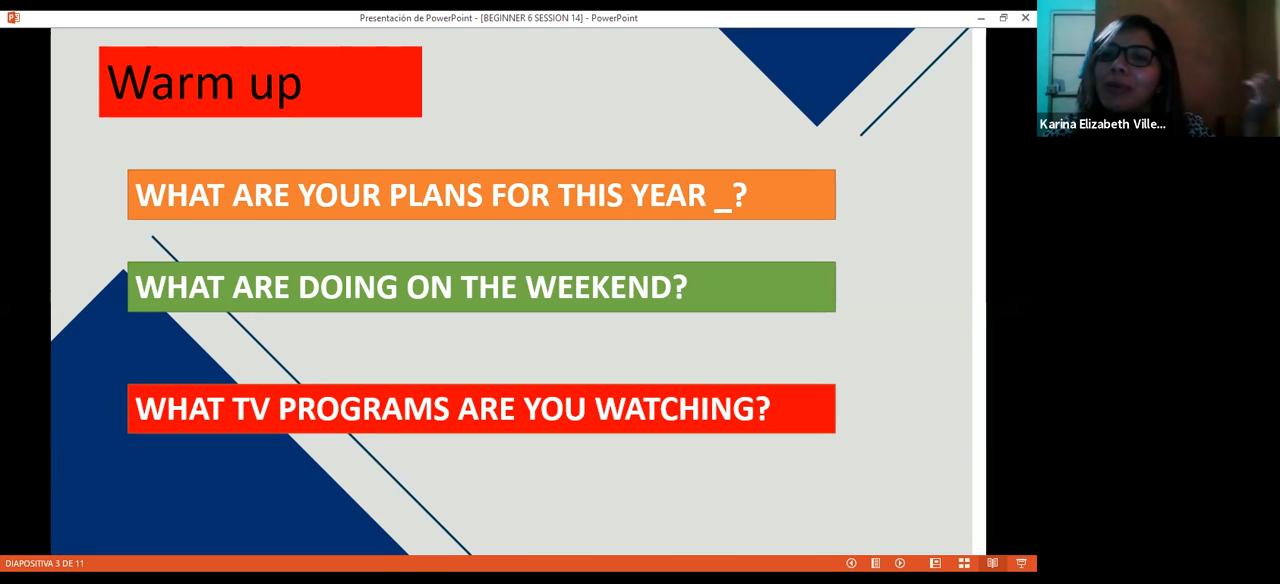 Presentación de PowerPoint - [BEGINNER 6 SESSION 14] - PowerPoint
Karina Elizabeth Ville...
Warm up
WHAT ARE YOUR PLANS FOR THIS YEAR _?
WHAT ARE DOING ON THE WEEKEND?
WHAT TV PROGRAMS ARE YOU WATCHING?
DIAPOSITIVA 3 DE 11